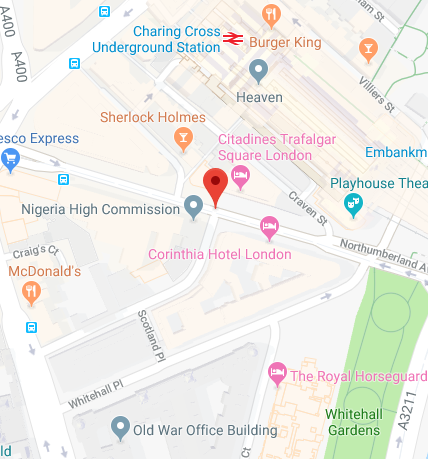 A400
A400
Charing Cross
Underground Station
Burger King
Heaven
Villiers St
Sherlock Holmes
esco Express
Citadines Trafalgar
Square London
Embankm
Playhouse Thea
Craven St
Nigeria High Commission
Northumberland A
Craig's Ct
Corinthia Hotel London
McDonald's
Scotland Pl
Whitehall Pl
The Royal Horseguard
Whitehall
Gardens
A3211
Old War Office Building
Ct